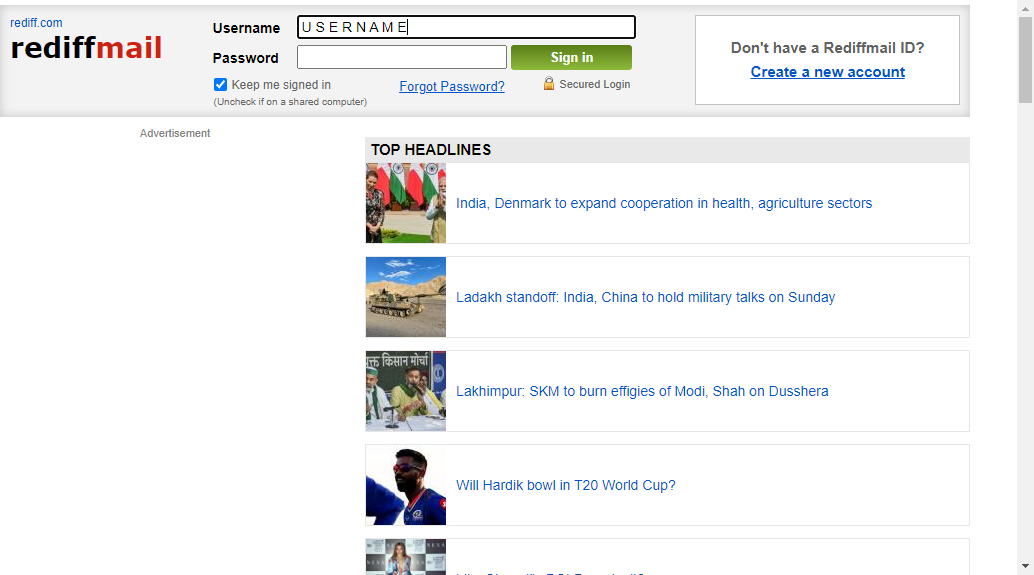 rediff.com
rediffmail
Username
U S E R N A M E
Password
Sign in
Keep me signed in
(Uncheck if on a shared computer)
Forgot Password?
Secured Login
Don't have a Rediffmail ID?
Create a new account
Advertisement
TOP HEADLINES
India, Denmark to expand cooperation in health, agriculture sectors
Ladakh standoff: India, China to hold military talks on Sunday
किसान मोर्चा
Lakhimpur: SKM to burn effigies of Modi, Shah on Dusshera
Will Hardik bowl in T20 World Cup?